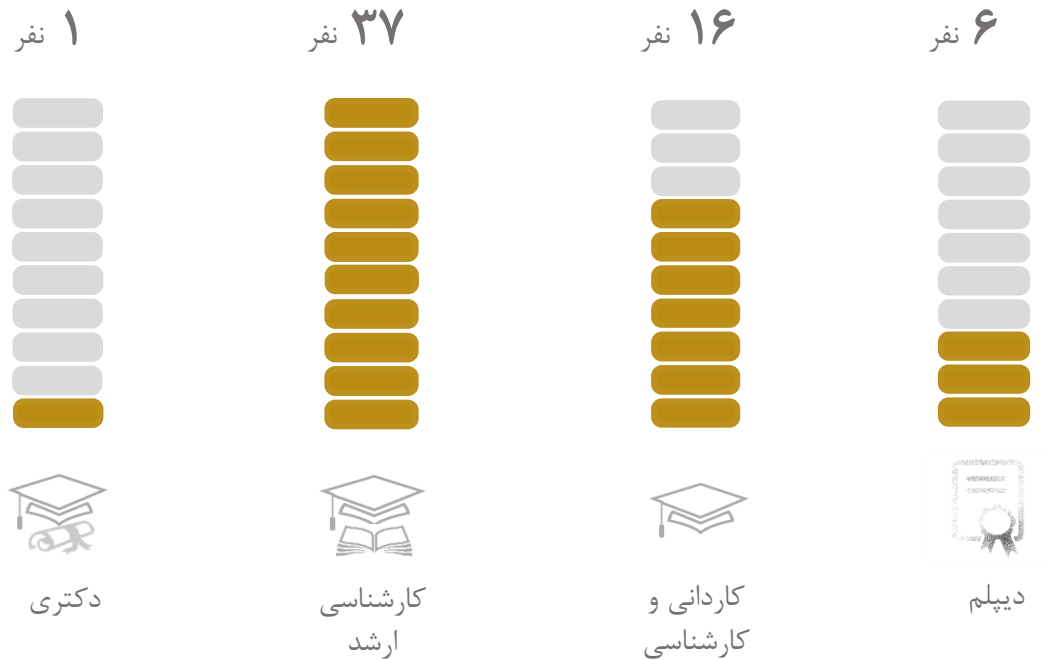 ۶ نفر
۱۶ نفر
۳۷ نفر
۱ نفر
دیپلم
کاردانی و
کارشناسی
کارشناسی
ارشد
دکتری